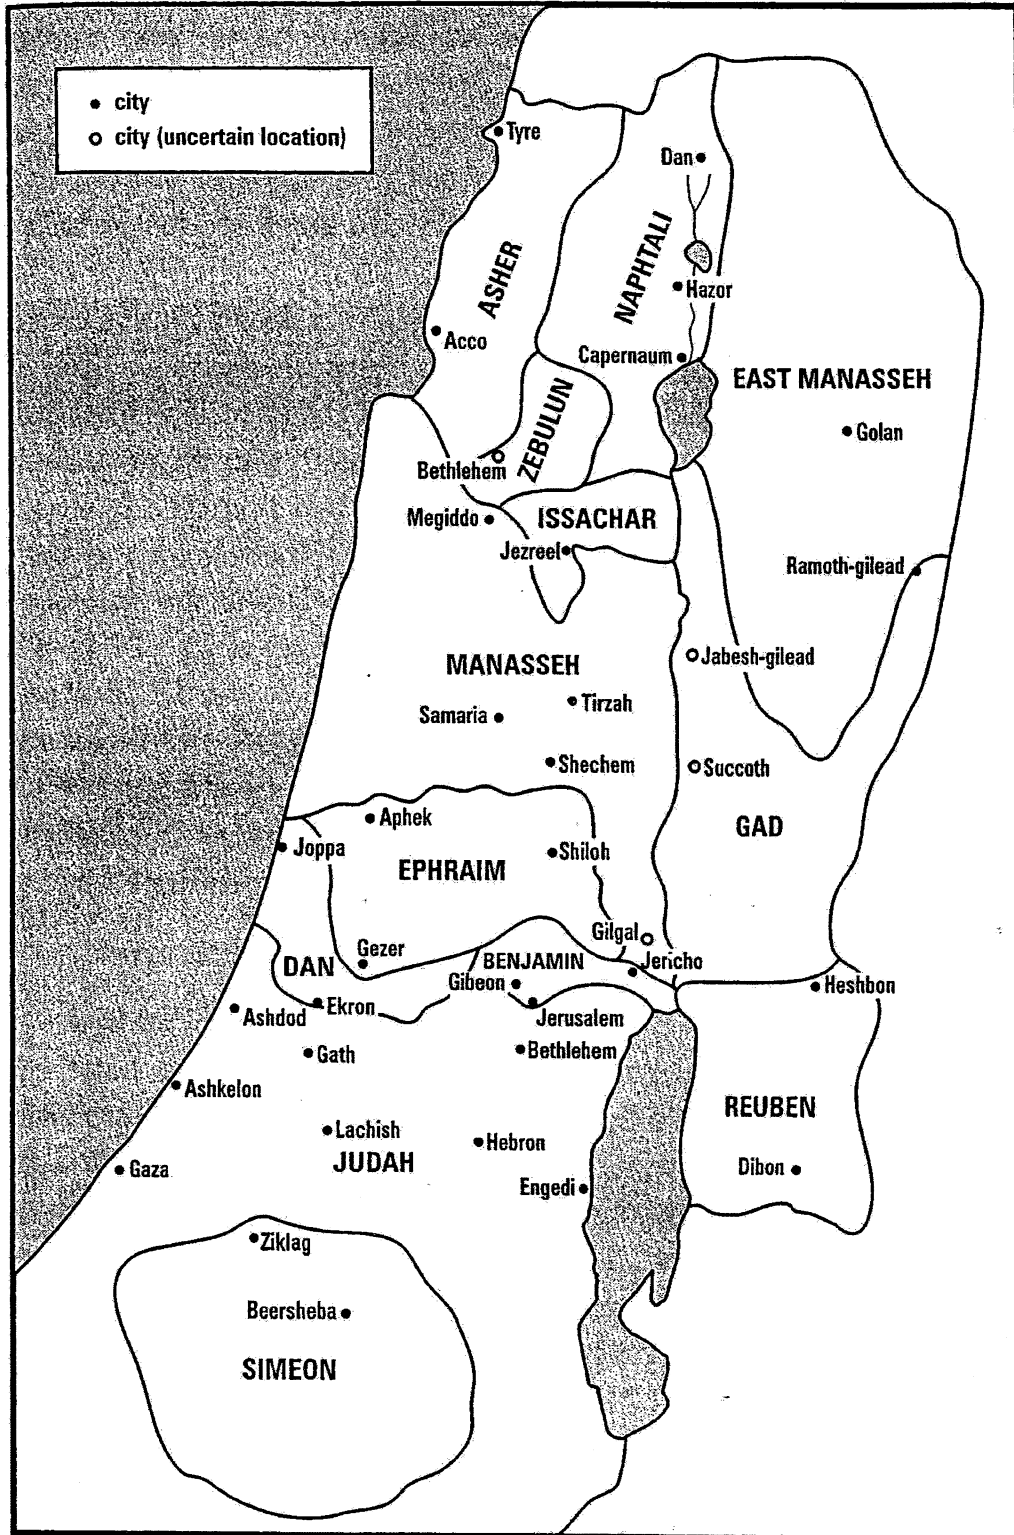 city
city (uncertain location)
Tyre
Dan
ASHER
NAPHTALI
Hazor
Acco
Capernaum
EAST MANASSEH
Golan
ZEBULUN
Bethlehem
Megiddo
ISSACHAR
Jezreel
Ramoth-gilead
Jabesh-gilead
MANASSEH
Tirzah
Samaria
Shechem
Succoth
Aphek
GAD
Joppa
Shiloh
EPHRAIM
Gilgal
Gezer
BENJAMIN
Jericho
DAN
Gibeon
Heshbon
Ekron
Ashdod
Jerusalem
Gath
Bethlehem
Ashkelon
REUBEN
Lachish
Hebron
JUDAH
Gaza
Dibon
Engedi
Ziklag
Beersheba
SIMEON